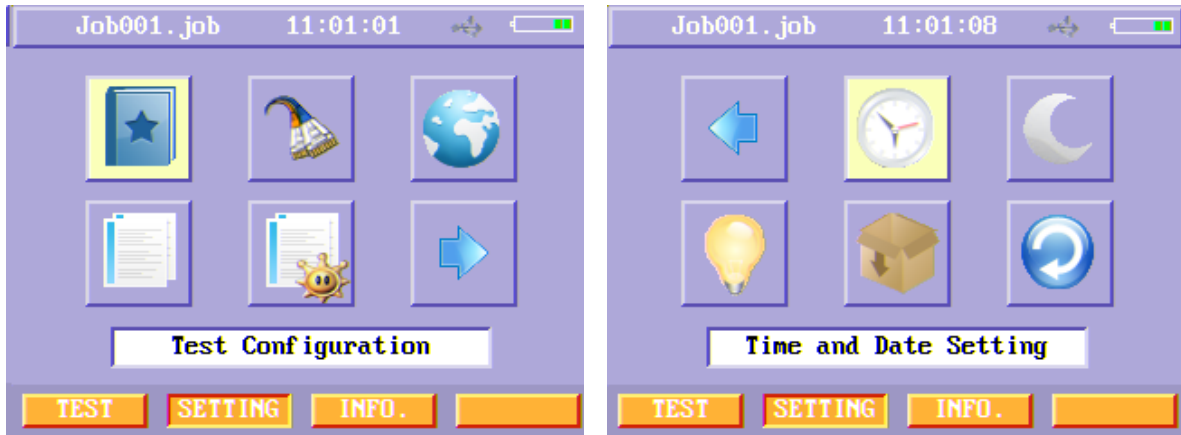 Job001.job 11:01:01
Test Configuration
TEST SETTING INFO.
Job001.job 11:01:08
Time and Date Setting
TEST SETTING INFO.